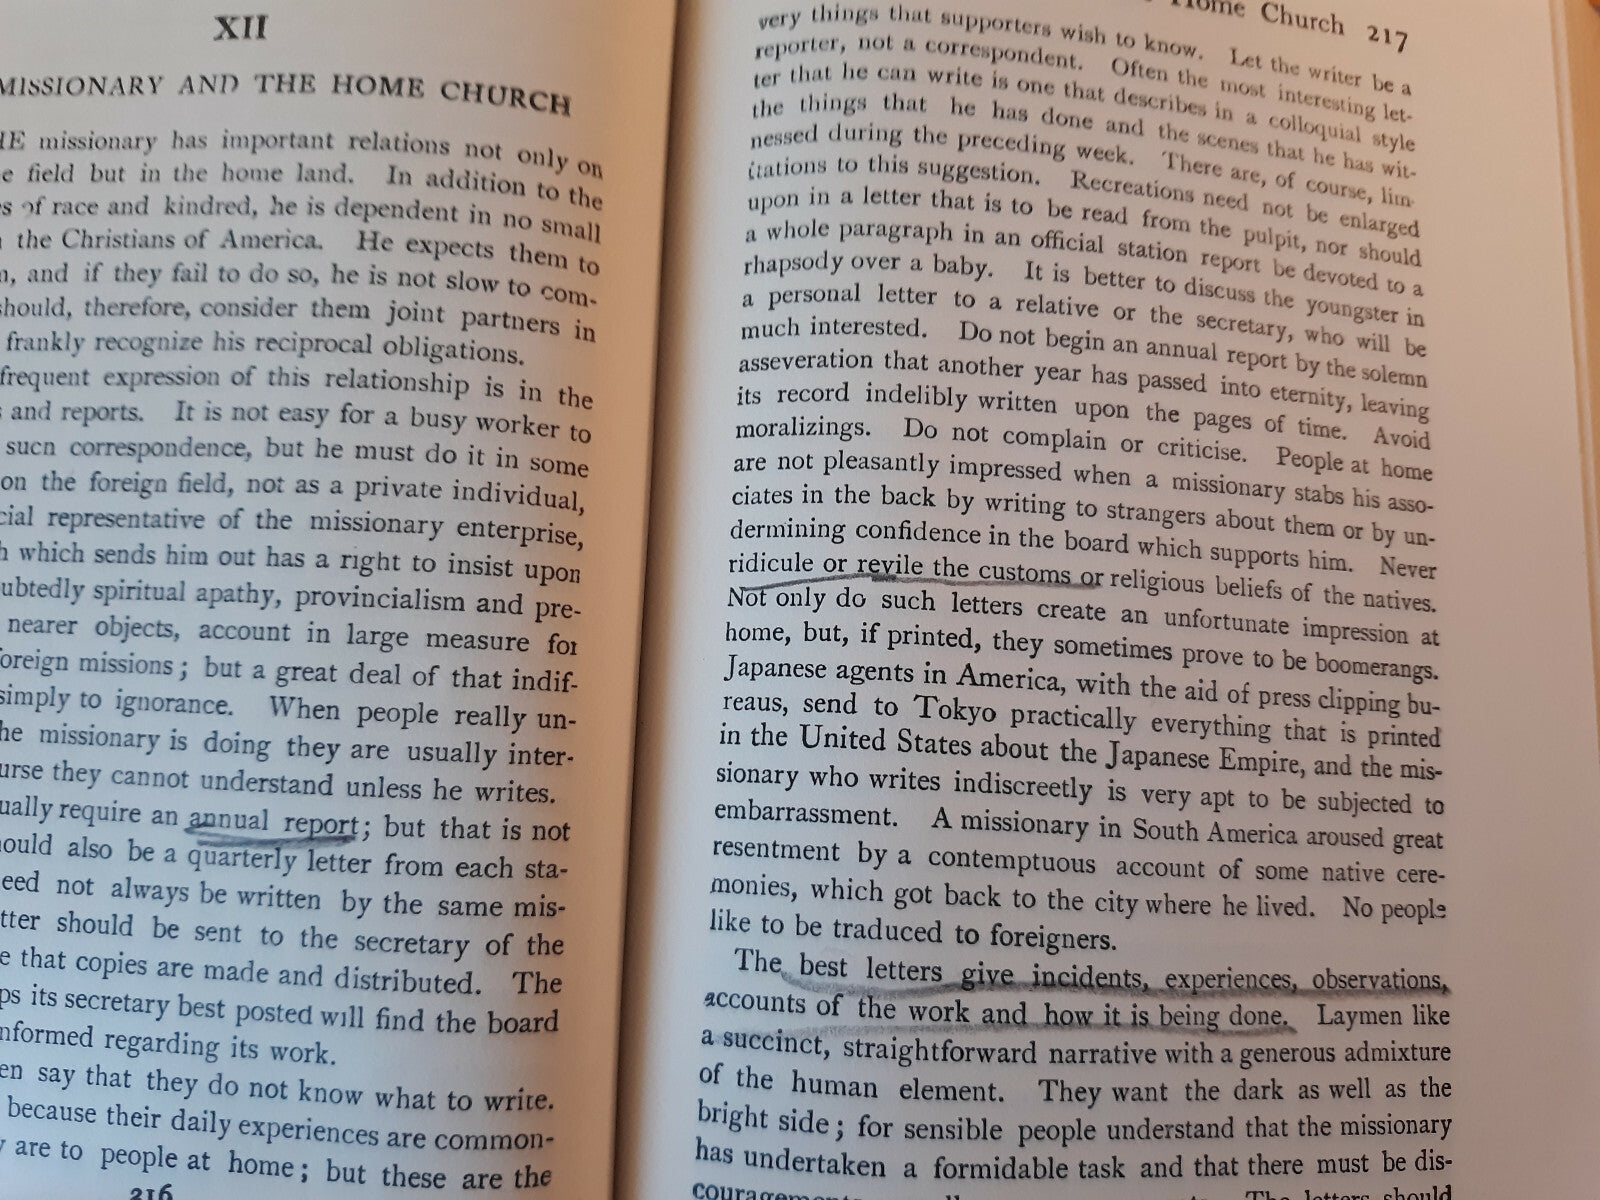 XII
MISSIONARY AND THE HOME CHURCH
HE missionary has important relations not only on
e field but in the home land. In addition to the
s of race and kindred, he is dependent in no small
the Christians of America. He expects them to
, and if they fail to do so, he is not slow to com-
should, therefore, consider them joint partners in
frankly recognize his reciprocal obligations.
frequent expression of this relationship is in the
and reports. It is not easy for a busy worker to
sucn correspondence, but he must do it in some
on the foreign field, not as a private individual,
cial representative of the missionary enterprise,
h which sends him out has a right to insist upon
ubtedly spiritual apathy, provincialism and pre-
nearer objects, account in large measure for
foreign missions; but a great deal of that indif-
simply to ignorance. When people really un-
he missionary is doing they are usually inter-
urse they cannot understand unless he writes.
ually require an annual report; but that is not
ould also be a quarterly letter from each sta-
eed not always be written by the same mis-
tter should be sent to the secretary of the
e that copies are made and distributed. The
ps its secretary best posted will find the board
nformed regarding its work.
en say that they do not know what to write.
because their daily experiences are common-
y are to people at home; but these are the
216
Home Church 217
very things that supporters wish to know. Let the writer be a
reporter, not a correspondent. Often the most interesting let-
ter that he can write is one that describes in a colloquial style
the things that he has done and the scenes that he has wit-
nessed during the preceding week. There are, of course, lim-
itations to this suggestion. Recreations need not be enlarged
upon in a letter that is to be read from the pulpit, nor should
a whole paragraph in an official station report be devoted to a
rhapsody over a baby. It is better to discuss the youngster in
a personal letter to a relative or the secretary, who will be
much interested. Do not begin an annual report by the solemn
asseveration that another year has passed into eternity, leaving
its record indelibly written upon the pages of time. Avoid
moralizings. Do not complain or criticise. People at home
are not pleasantly impressed when a missionary stabs his asso-
ciates in the back by writing to strangers about them or by un-
dermining confidence in the board which supports him. Never
ridicule or revile the customs or religious beliefs of the natives.
Not only do such letters create an unfortunate impression at
home, but, if printed, they sometimes prove to be boomerangs.
Japanese agents in America, with the aid of press clipping bu-
reaus, send to Tokyo practically everything that is printed
in the United States about the Japanese Empire, and the mis-
sionary who writes indiscreetly is very apt to be subjected to
embarrassment. A missionary in South America aroused great
resentment by a contemptuous account of some native cere-
monies, which got back to the city where he lived. No people
like to be traduced to foreigners.
The best letters give incidents, experiences, observations,
accounts of the work and how it is being done. Laymen like
a succinct, straightforward narrative with a generous admixture
of the human element. They want the dark as well as the
bright side; for sensible people understand that the missionary
has undertaken a formidable task and that there must be dis-
The letters should